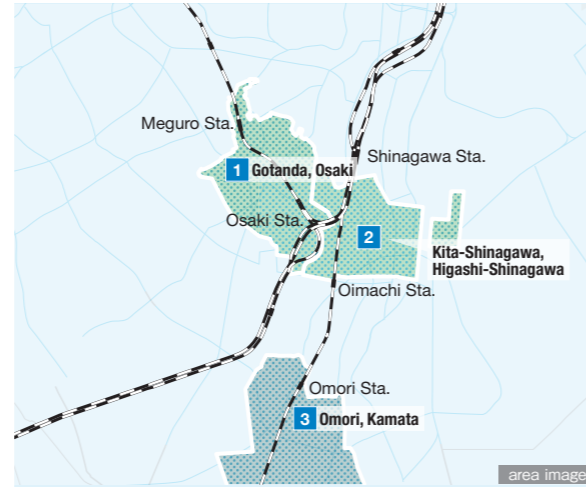 Meguro Sta.
Shinagawa Sta.
1 Gotanda, Osaki
Osaki Sta.
2
Kita-Shinagawa,
Higashi-Shinagawa
Oimachi Sta.
Omori Sta.
3 Omori, Kamata
area image